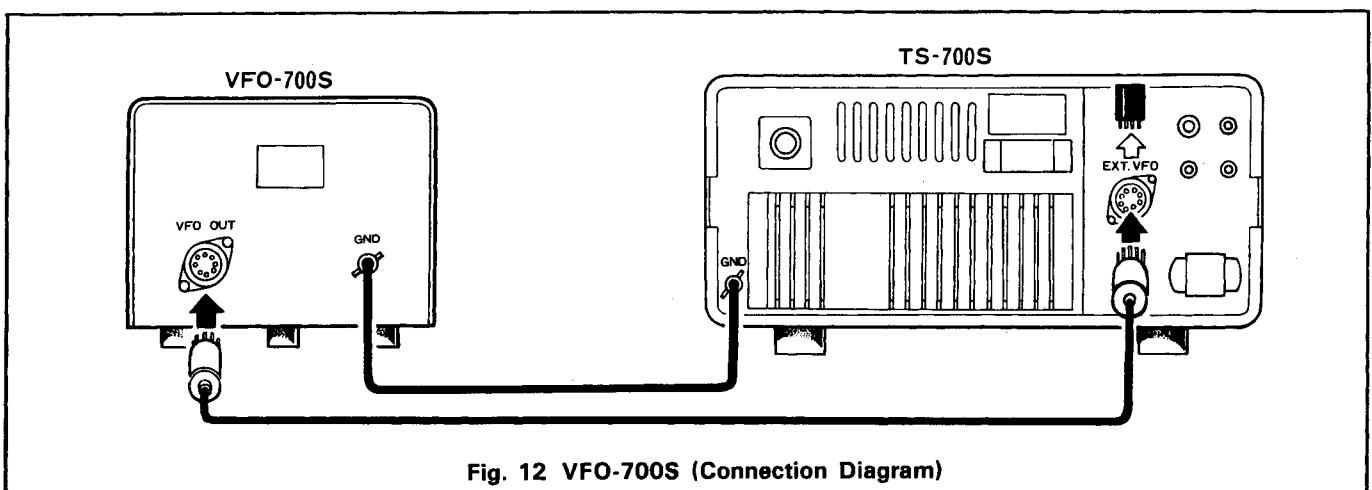 VFO-700S
TS-700S
EXT. VFO
VFO OUT
GND
GND
Fig. 12 VFO-700S (Connection Diagram)